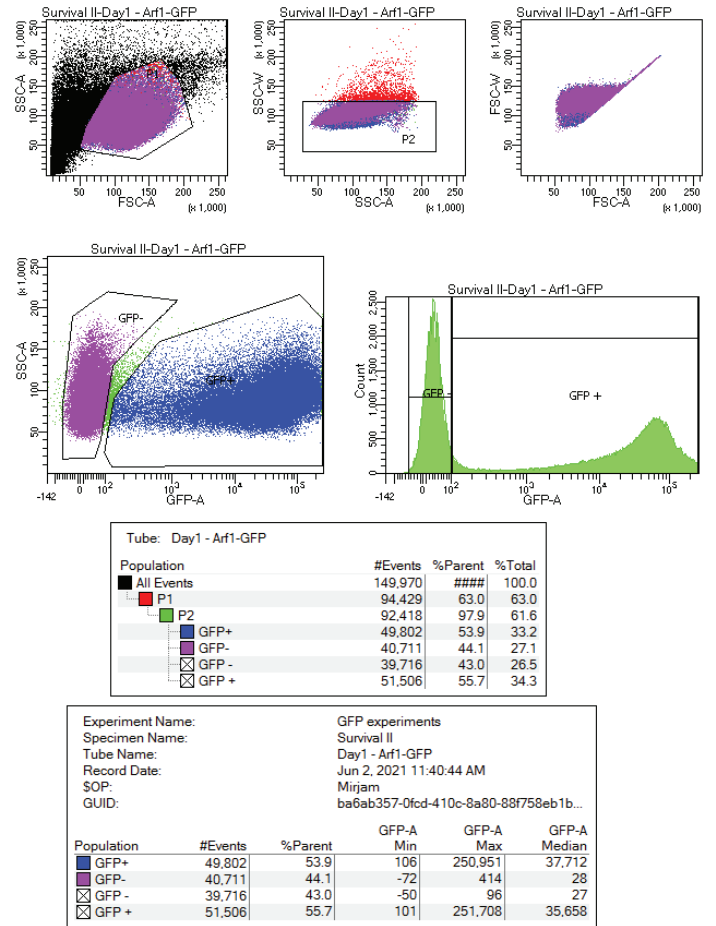 Survival II-Day1 - Arf1-GFP
Survival II-Day1 - Arf1-GFP
Survival II-Day1 - Arf1-GFP
(x 1,000)
SSC-A
50 100 150 200 250
P1
50 100 150 200 250
FSC-A
(x 1,000)
(x 1,000)
SSC-W
50 100 150 200 250
P2
50 100 150 200 250
SSC-A
(x 1,000)
(x 1,000)
FSC-W
50 100 150 200 250
50 100 150 200 250
FSC-A
(x 1,000)
Survival II-Day1 - Arf1-GFP
(x 1,000)
SSC-A
50 100 150 200 250
GFP-
GFP+
-142 0 10² 10³ 10⁴ 10⁵
GFP-A
Survival II-Day1 - Arf1-GFP
Count
0 500 1,000 1,500 2,000 2,500
GFP -
GFP +
-142 0 10² 10³ 10⁴ 10⁵
GFP-A
Tube: Day1 - Arf1-GFP
Population #Events %Parent %Total
All Events 149,970 #### 100.0
P1 94,429 63.0 63.0
P2 92,418 97.9 61.6
GFP+ 49,802 53.9 33.2
GFP- 40,711 44.1 27.1
GFP - 39,716 43.0 26.5
GFP + 51,506 55.7 34.3
Experiment Name: GFP experiments
Specimen Name: Survival II
Tube Name: Day1 - Arf1-GFP
Record Date: Jun 2, 2021 11:40:44 AM
$OP: Mirjam
GUID: ba6ab357-0fcd-410c-8a80-88f758eb1b...
GFP-A GFP-A GFP-A
Population #Events %Parent Min Max Median
GFP+ 49,802 53.9 106 250,951 37,712
GFP- 40,711 44.1 -72 414 28
GFP - 39,716 43.0 -50 96 27
GFP + 51,506 55.7 101 251,708 35,658